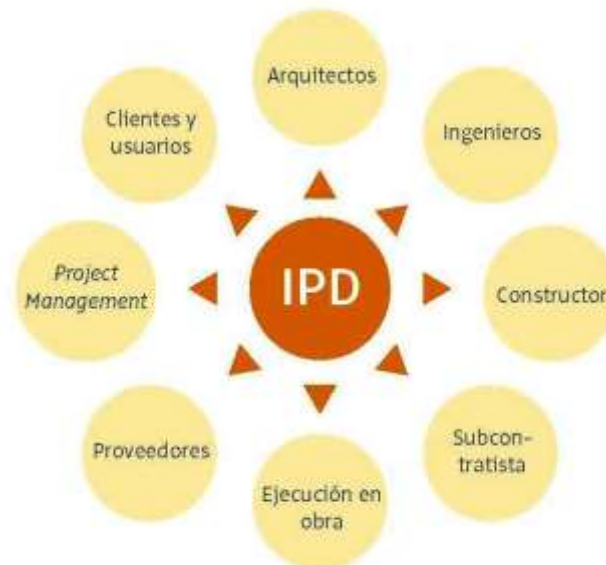 Arquitectos
Ingenieros
Constructor
Subcon-
tratista
Ejecución en
obra
Proveedores
Project
Management
Clientes y
usuarios
IPD